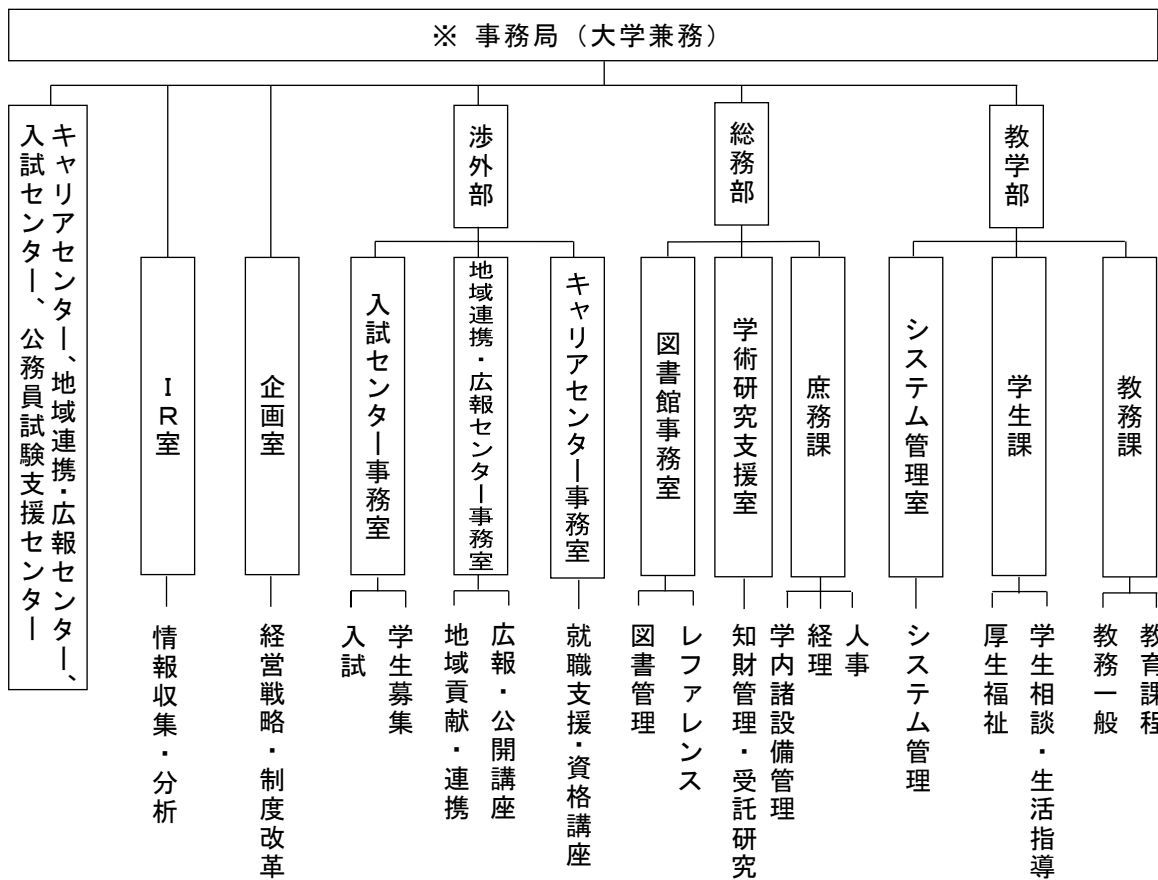 ※ 事務局（大学兼務）
教学部
総務部
渉外部
キャリアセンター、地域連携・広報センター、
入試センター、公務員試験支援センター
教務課
学生課
システム管理室
庶務課
学術研究支援室
図書館事務室
キャリアセンター事務室
地域連携・広報センター事務室
入試センター事務室
企画室
ＩＲ室
教育課程
教務一般
学生相談・生活指導
厚生福祉
システム管理
人事
経理
学内諸設備管理
知財管理・受託研究
レファレンス
図書管理
就職支援・資格講座
広報・公開講座
地域貢献・連携
学生募集
入試
経営戦略・制度改革
情報収集・分析